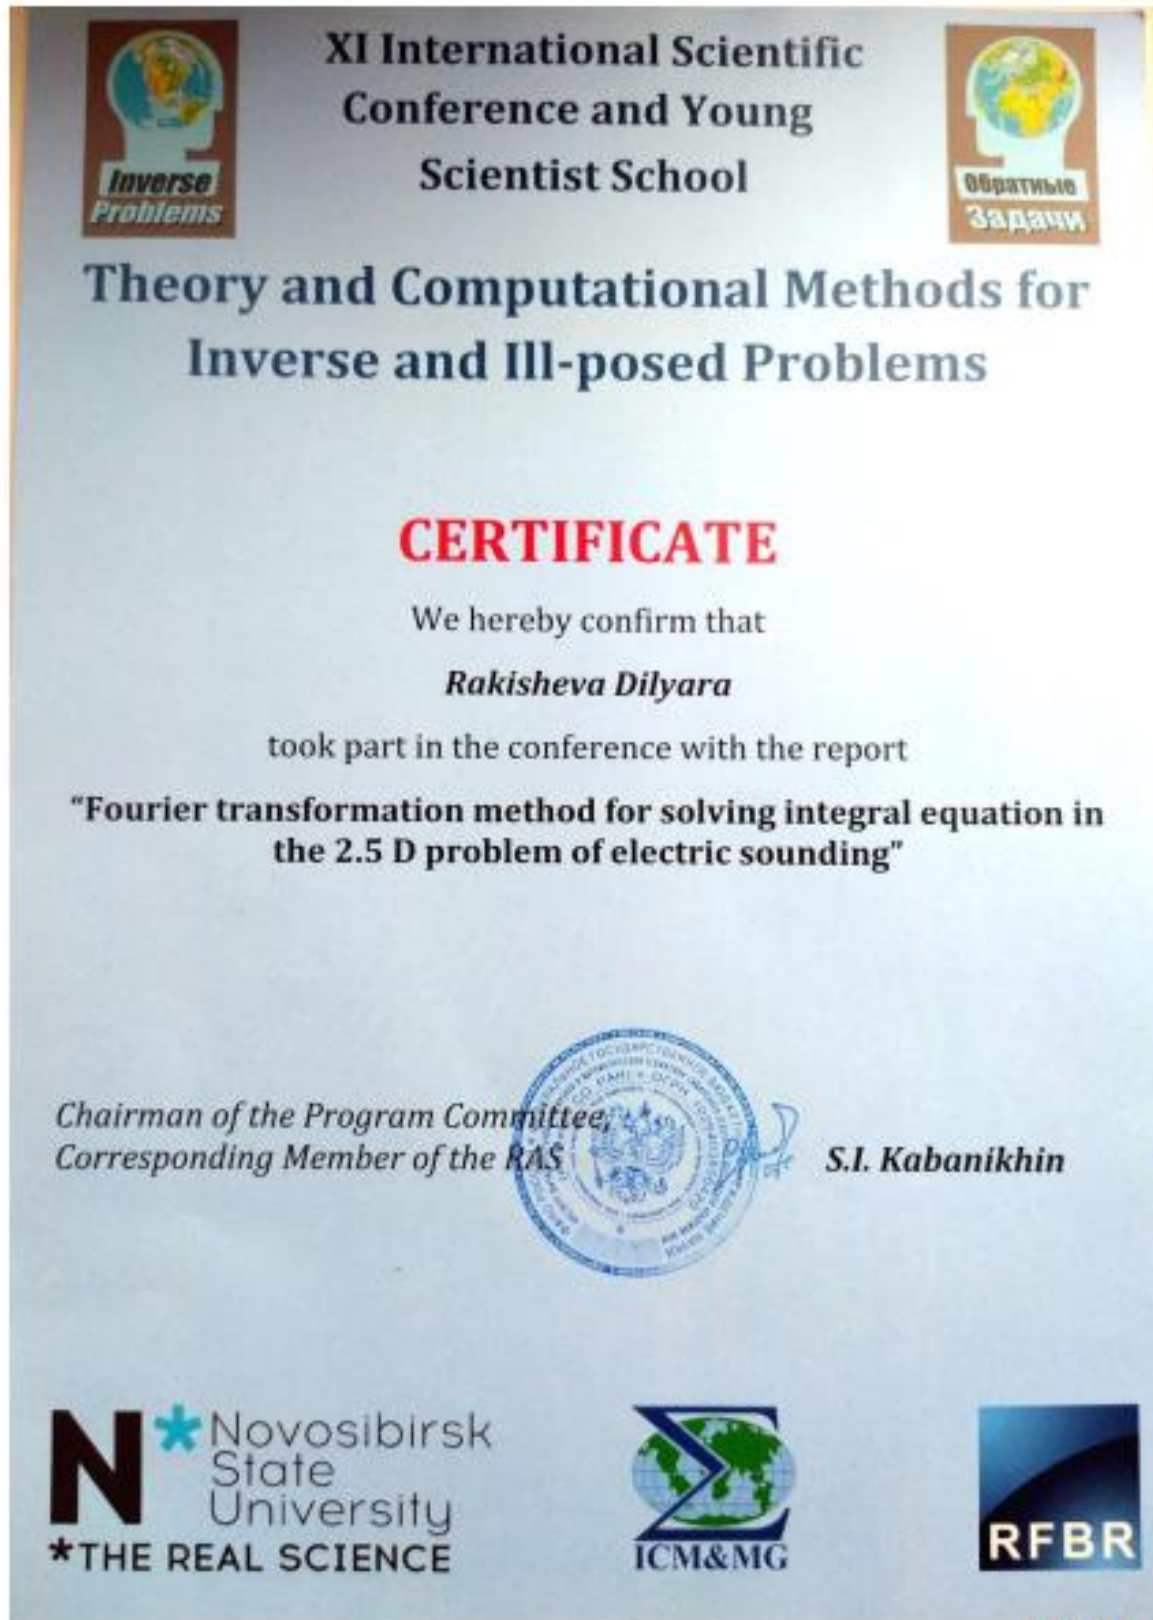 XI International Scientific
Conference and Young
Scientist School
Inverse
Problems
Обратные
Задачи
Theory and Computational Methods for
Inverse and Ill-posed Problems
CERTIFICATE
We hereby confirm that
Rakisheva Dilyara
took part in the conference with the report
“Fourier transformation method for solving integral equation in
the 2.5 D problem of electric sounding”
Chairman of the Program Committee,
Corresponding Member of the RAS
S.I. Kabanikhin
N*Novosibirsk
State
University
*THE REAL SCIENCE
ICM&MG
RFBR